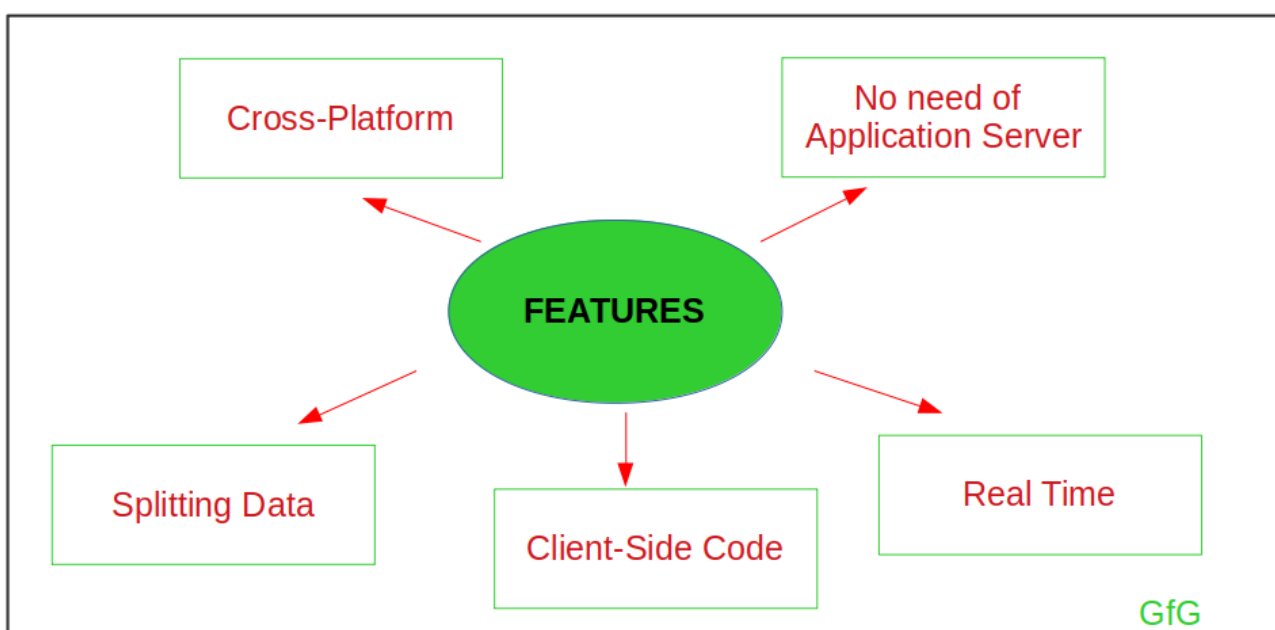 Cross-Platform
No need of
Application Server
FEATURES
Splitting Data
Client-Side Code
Real Time
GfG